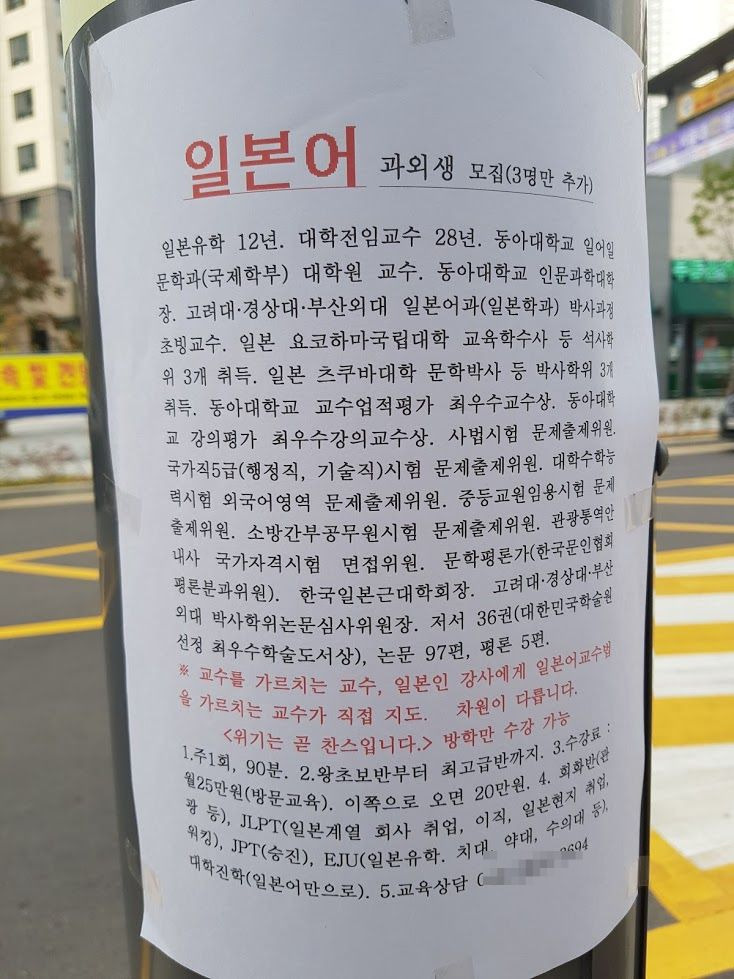 일본어 과외생 모집(3명만 추가)
일본유학 12년. 대학전임교수 28년. 동아대학교 일어일
문학과(국제학부) 대학원 교수. 동아대학교 인문과학대학
장. 고려대·경상대·부산외대 일본어과(일본학과) 박사과정
초빙교수. 일본 요코하마국립대학 교육학수사 등 석사학
위 3개 취득. 일본 츠쿠바대학 문학박사 등 박사학위 3개
취득. 동아대학교 교수업적평가 최우수교수상. 동아대학
교 강의평가 최우수강의교수상. 사법시험 문제출제위원.
국가직5급(행정직, 기술직)시험 문제출제위원. 대학수학능
력시험 외국어영역 문제출제위원. 중등교원임용시험 문제
출제위원. 소방간부공무원시험 문제출제위원. 관광통역안
내사 국가자격시험 면접위원. 문학평론가(한국문인협회
평론분과위원). 한국일본근대학회장. 고려대·경상대·부산
외대 박사학위논문심사위원장. 저서 36권(대한민국학술원
선정 최우수학술도서상), 논문 97편, 평론 5편.
※ 교수를 가르치는 교수, 일본인 강사에게 일본어교수법
을 가르치는 교수가 직접 지도. 차원이 다릅니다.
<위기는 곧 찬스입니다.> 방학만 수강 가능
1.주1회, 90분. 2.왕초보반부터 최고급반까지. 3.수강료 :
월25만원(방문교육). 이쪽으로 오면 20만원. 4. 회화반(관
광 등), JLPT(일본계열 회사 취업, 이직, 일본현지 취업,
워킹), JPT(승진), EJU(일본유학. 치대, 약대, 수의대 등),
대학진학(일본어만으로). 5.교육상담 ( 3694